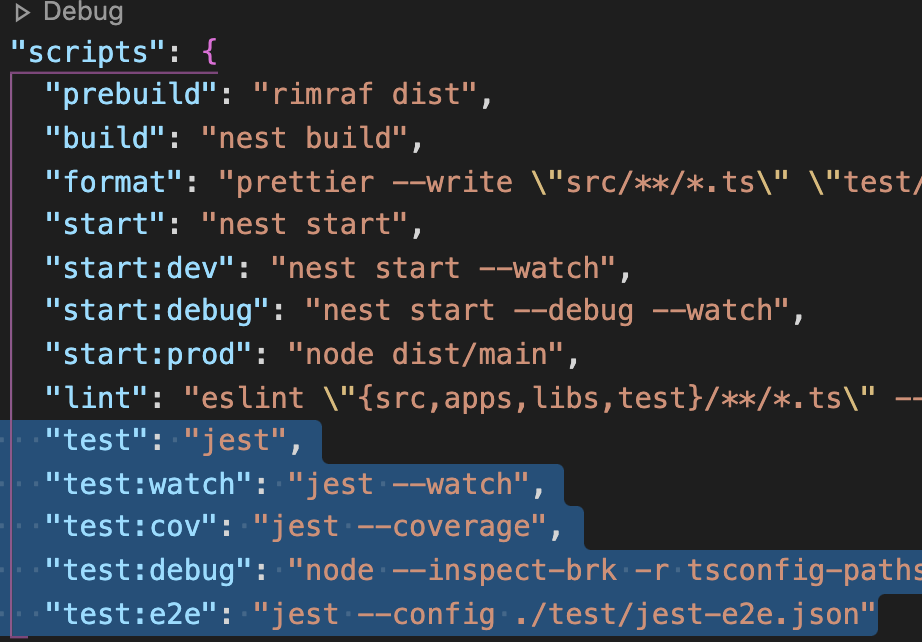 Debug
"scripts": {
"prebuild": "rimraf dist",
"build": "nest build",
"format": "prettier --write \"src/**/*.ts\" \"test/
"start": "nest start",
"start:dev": "nest start --watch",
"start:debug": "nest start --debug --watch",
"start:prod": "node dist/main",
"lint": "eslint \"{src,apps,libs,test}/**/*.ts\" --
"test": "jest",
"test:watch": "jest --watch",
"test:cov": "jest --coverage",
"test:debug": "node --inspect-brk -r tsconfig-paths
"test:e2e": "jest --config ./test/jest-e2e.json"